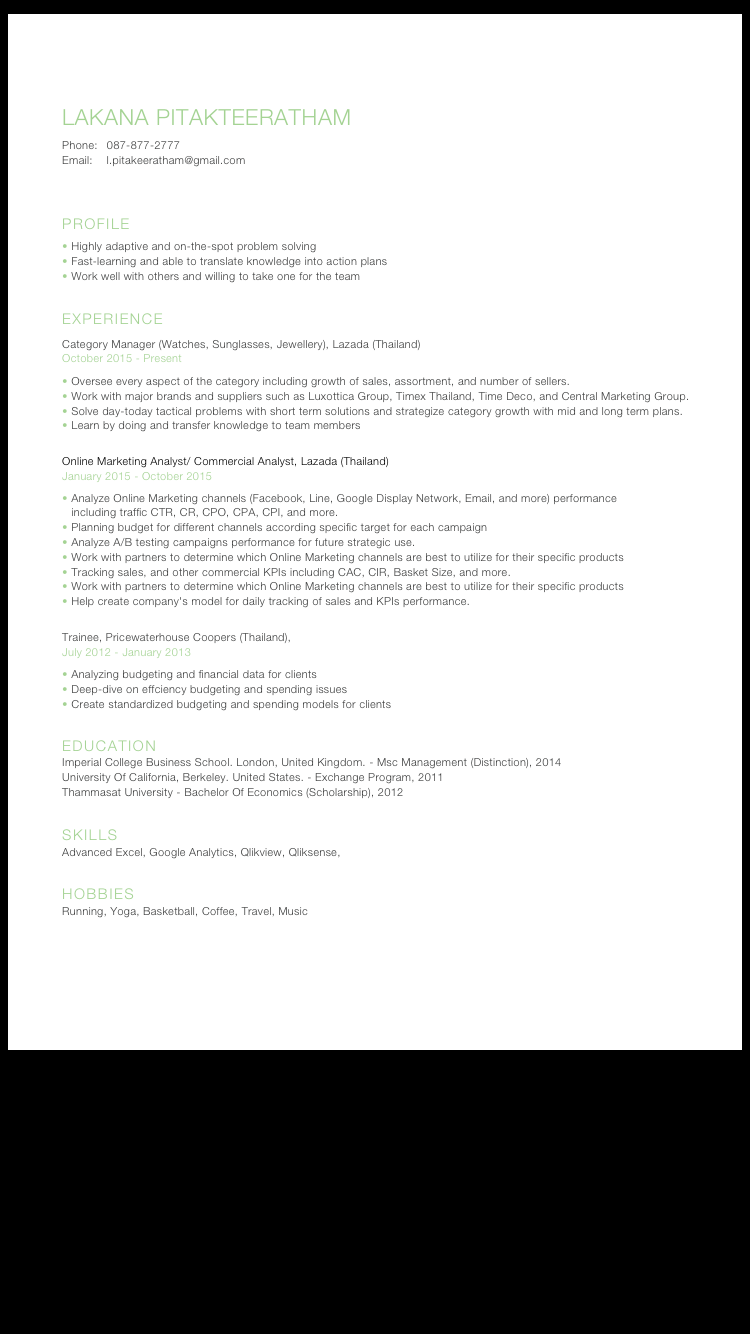 LAKANA PITAKTEERATHAM
Phone: 087-877-2777
Email: l.pitakeeratham@gmail.com
PROFILE
• Highly adaptive and on-the-spot problem solving
• Fast-learning and able to translate knowledge into action plans
• Work well with others and willing to take one for the team
EXPERIENCE
Category Manager (Watches, Sunglasses, Jewellery), Lazada (Thailand)
October 2015 - Present
• Oversee every aspect of the category including growth of sales, assortment, and number of sellers.
• Work with major brands and suppliers such as Luxottica Group, Timex Thailand, Time Deco, and Central Marketing Group.
• Solve day-today tactical problems with short term solutions and strategize category growth with mid and long term plans.
• Learn by doing and transfer knowledge to team members
Online Marketing Analyst/ Commercial Analyst, Lazada (Thailand)
January 2015 - October 2015
• Analyze Online Marketing channels (Facebook, Line, Google Display Network, Email, and more) performance
including traffic CTR, CR, CPO, CPA, CPI, and more.
• Planning budget for different channels according specific target for each campaign
• Analyze A/B testing campaigns performance for future strategic use.
• Work with partners to determine which Online Marketing channels are best to utilize for their specific products
• Tracking sales, and other commercial KPIs including CAC, CIR, Basket Size, and more.
• Work with partners to determine which Online Marketing channels are best to utilize for their specific products
• Help create company's model for daily tracking of sales and KPIs performance.
Trainee, Pricewaterhouse Coopers (Thailand),
July 2012 - January 2013
• Analyzing budgeting and financial data for clients
• Deep-dive on effciency budgeting and spending issues
• Create standardized budgeting and spending models for clients
EDUCATION
Imperial College Business School. London, United Kingdom. - Msc Management (Distinction), 2014
University Of California, Berkeley. United States. - Exchange Program, 2011
Thammasat University - Bachelor Of Economics (Scholarship), 2012
SKILLS
Advanced Excel, Google Analytics, Qlikview, Qliksense,
HOBBIES
Running, Yoga, Basketball, Coffee, Travel, Music